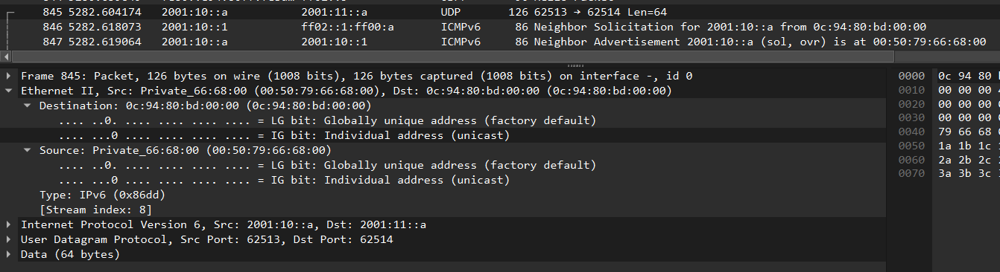 845 5282.604174 2001:10::a 2001:11::a UDP 126 62513 → 62514 Len=64
846 5282.618073 2001:10::1 ff02::1:ff00:a ICMPv6 86 Neighbor Solicitation for 2001:10::a from 0c:94:80:bd:00:00
847 5282.619064 2001:10::a 2001:10::1 ICMPv6 86 Neighbor Advertisement 2001:10::a (sol, ovr) is at 00:50:79:66:68:00
Frame 845: Packet, 126 bytes on wire (1008 bits), 126 bytes captured (1008 bits) on interface -, id 0
Ethernet II, Src: Private_66:68:00 (00:50:79:66:68:00), Dst: 0c:94:80:bd:00:00 (0c:94:80:bd:00:00)
Destination: 0c:94:80:bd:00:00 (0c:94:80:bd:00:00)
.... ..0. .... .... .... .... = LG bit: Globally unique address (factory default)
.... ...0 .... .... .... .... = IG bit: Individual address (unicast)
Source: Private_66:68:00 (00:50:79:66:68:00)
.... ..0. .... .... .... .... = LG bit: Globally unique address (factory default)
.... ...0 .... .... .... .... = IG bit: Individual address (unicast)
Type: IPv6 (0x86dd)
[Stream index: 8]
Internet Protocol Version 6, Src: 2001:10::a, Dst: 2001:11::a
User Datagram Protocol, Src Port: 62513, Dst Port: 62514
Data (64 bytes)
0000 0c 94 80
0010 00 00 00
0020 00 00 00
0030 00 00 00
0040 79 66 68
0050 1a 1b 1c
0060 2a 2b 2c
0070 3a 3b 3c